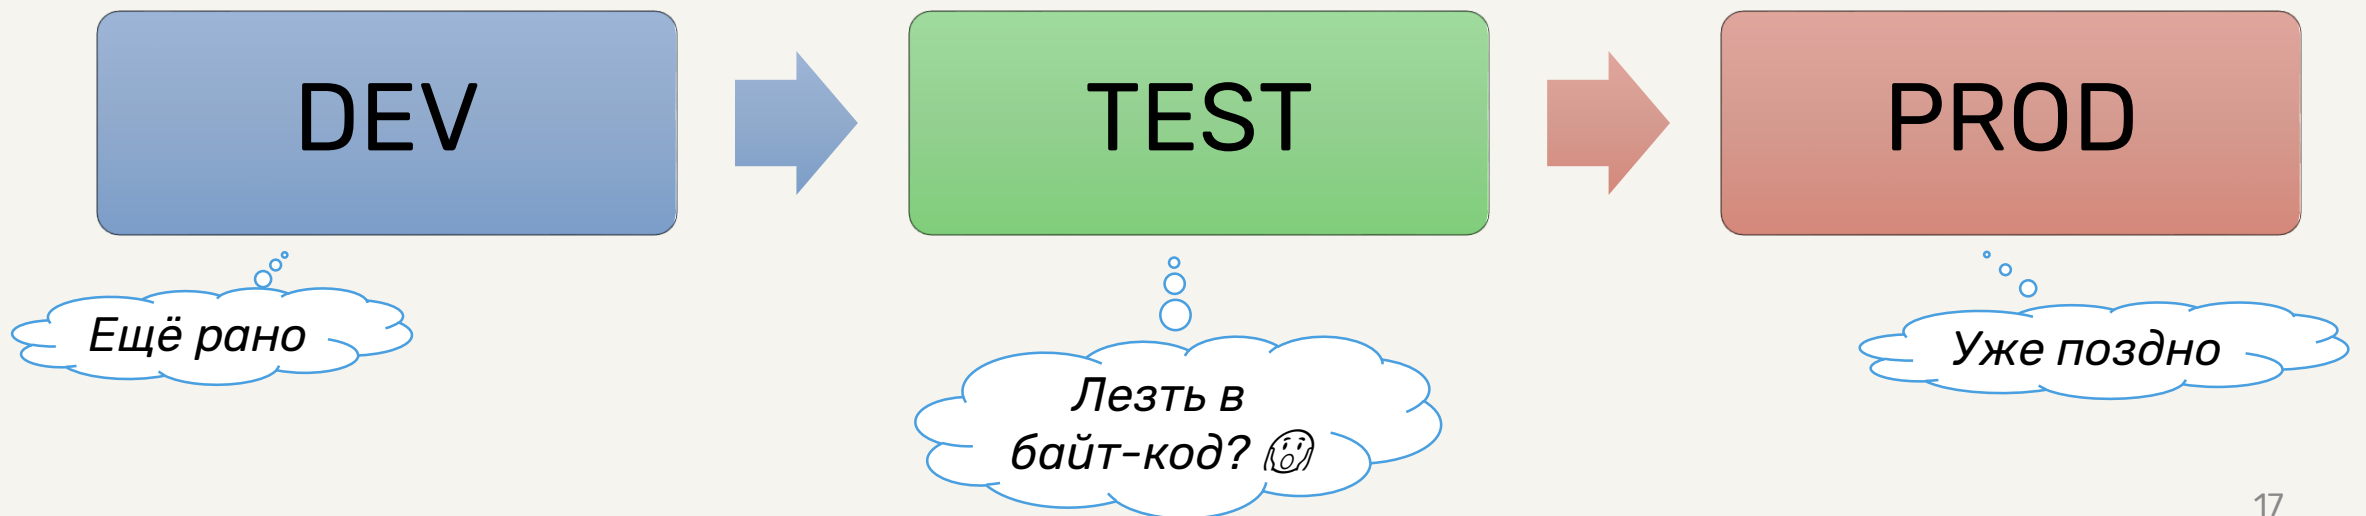 DEV
TEST
PROD
Ещё рано
Лезть в
байт-код? 😱
Уже поздно
17